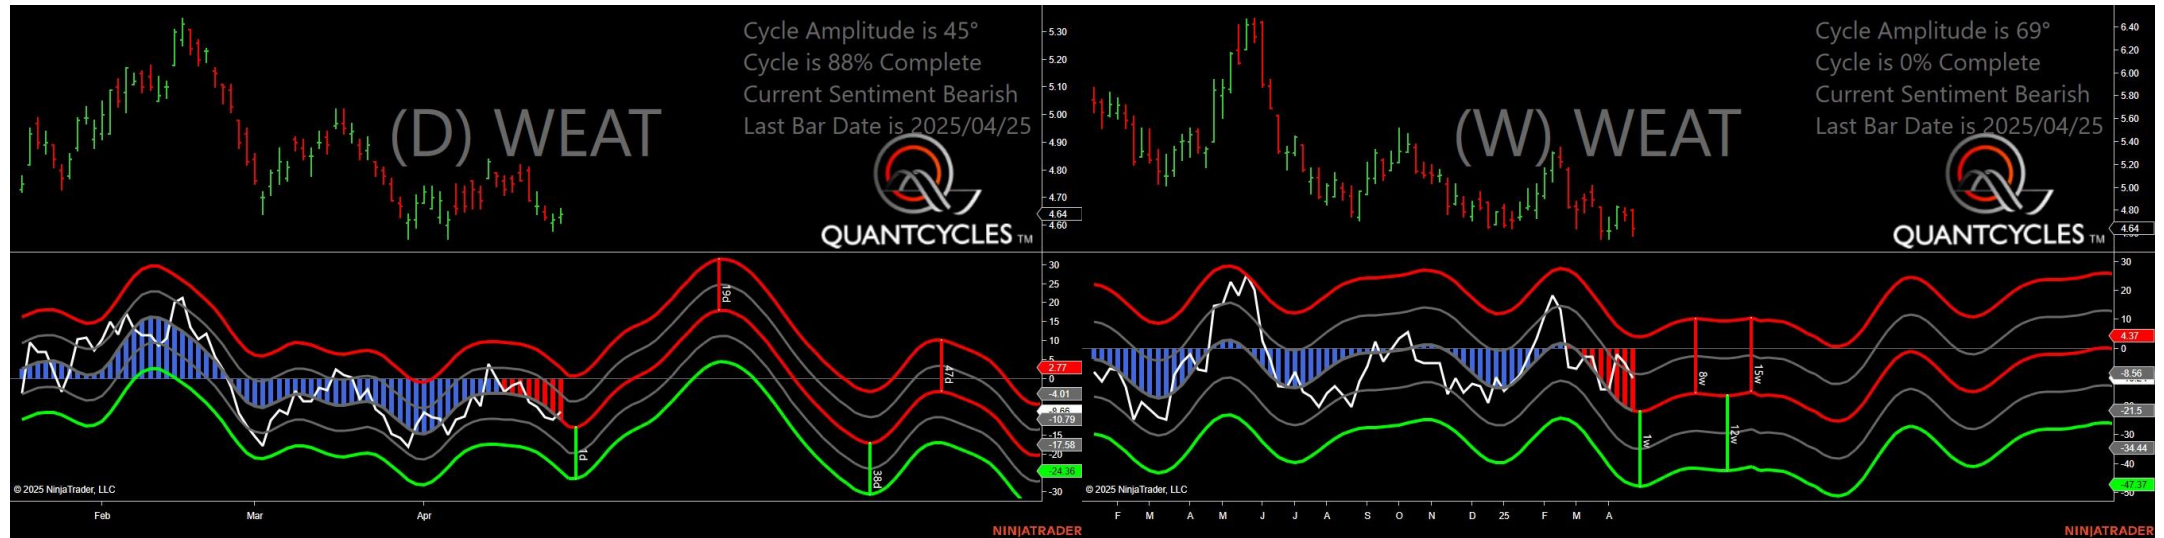 Cycle Amplitude is 45°
Cycle is 88% Complete
Current Sentiment Bearish
Last Bar Date is 2025/04/25
(D) WEAT
QUANTCYCLES TM
5.30
5.20
5.10
5.00
4.90
4.80
4.70
4.64
4.60
30
25
20
15
10
5
2.77
0
-4.01
-8.66
-10.79
-15
-17.58
-20
-24.36
-30
19d
47d
1d
38d
© 2025 NinjaTrader, LLC
Feb Mar Apr
NINJATRADER
Cycle Amplitude is 69°
Cycle is 0% Complete
Current Sentiment Bearish
Last Bar Date is 2025/04/25
(W) WEAT
QUANTCYCLES TM
6.40
6.20
6.00
5.80
5.60
5.40
5.20
5.00
4.80
4.64
30
20
10
4.37
0
-8.56
-21.5
-30
-34.44
-40
-47.37
-50
8w
15w
1w
12w
© 2025 NinjaTrader, LLC
F M A M J J A S O N D 25 F M A
NINJATRADER